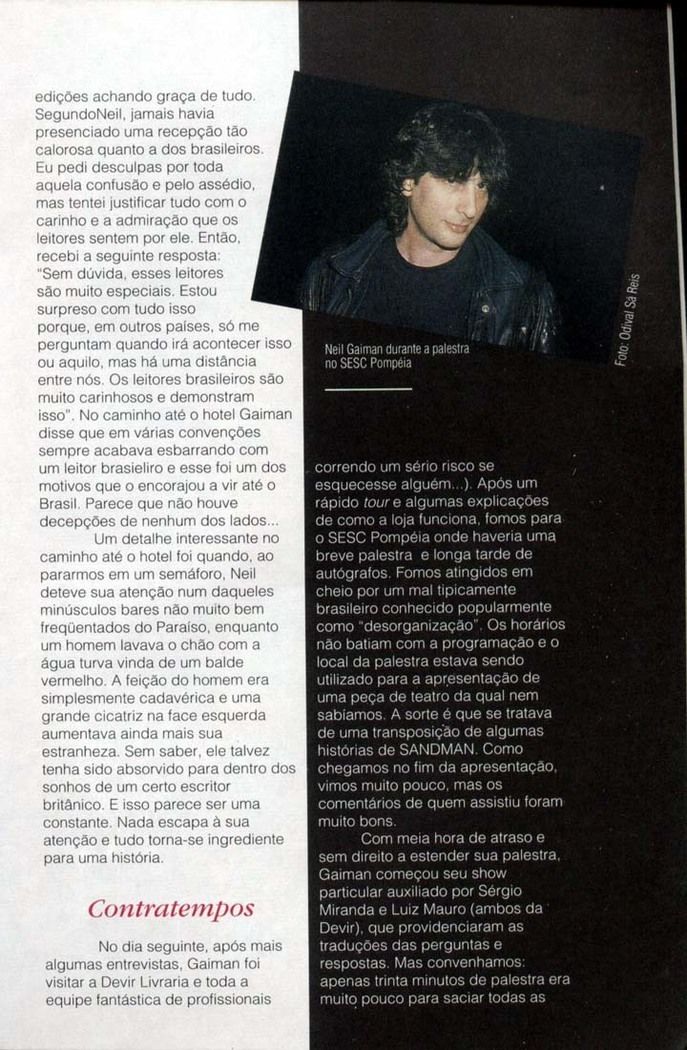 edições achando graça de tudo.
SegundoNeil, jamais havia
presenciado uma recepção tão
calorosa quanto a dos brasileiros.
Eu pedi desculpas por toda
aquela confusão e pelo assédio,
mas tentei justificar tudo com o
carinho e a admiração que os
leitores sentem por ele. Então,
recebi a seguinte resposta:
“Sem dúvida, esses leitores
são muito especiais. Estou
surpreso com tudo isso
porque, em outros países, só me
perguntam quando irá acontecer isso
ou aquilo, mas há uma distância
entre nós. Os leitores brasileiros são
muito carinhosos e demonstram
isso”. No caminho até o hotel Gaiman
disse que em várias convenções
sempre acabava esbarrando com
um leitor brasieliro e esse foi um dos
motivos que o encorajou a vir até o
Brasil. Parece que não houve
decepções de nenhum dos lados...
Um detalhe interessante no
caminho até o hotel foi quando, ao
pararmos em um semáforo, Neil
deteve sua atenção num daqueles
minúsculos bares não muito bem
freqüentados do Paraíso, enquanto
um homem lavava o chão com a
água turva vinda de um balde
vermelho. A feição do homem era
simplesmente cadavérica e uma
grande cicatriz na face esquerda
aumentava ainda mais sua
estranheza. Sem saber, ele talvez
tenha sido absorvido para dentro dos
sonhos de um certo escritor
britânico. E isso parece ser uma
constante. Nada escapa à sua
atenção e tudo torna-se ingrediente
para uma história.
Contratempos
No dia seguinte, após mais
algumas entrevistas, Gaiman foi
visitar a Devir Livraria e toda a
equipe fantástica de profissionais
Foto: Odival Sá Reis
Neil Gaiman durante a palestra
no SESC Pompéia
correndo um sério risco se
esquecesse alguém...). Após um
rápido tour e algumas explicações
de como a loja funciona, fomos para
o SESC Pompéia onde haveria uma
breve palestra e longa tarde de
autógrafos. Fomos atingidos em
cheio por um mal tipicamente
brasileiro conhecido popularmente
como “desorganização”. Os horários
não batiam com a programação e o
local da palestra estava sendo
utilizado para a apresentação de
uma peça de teatro da qual nem
sabíamos. A sorte é que se tratava
de uma transposição de algumas
histórias de SANDMAN. Como
chegamos no fim da apresentação,
vimos muito pouco, mas os
comentários de quem assistiu foram
muito bons.
Com meia hora de atraso e
sem direito a estender sua palestra,
Gaiman começou seu show
particular auxiliado por Sérgio
Miranda e Luiz Mauro (ambos da
Devir), que providenciaram as
traduções das perguntas e
respostas. Mas convenhamos:
apenas trinta minutos de palestra era
muito pouco para saciar todas as